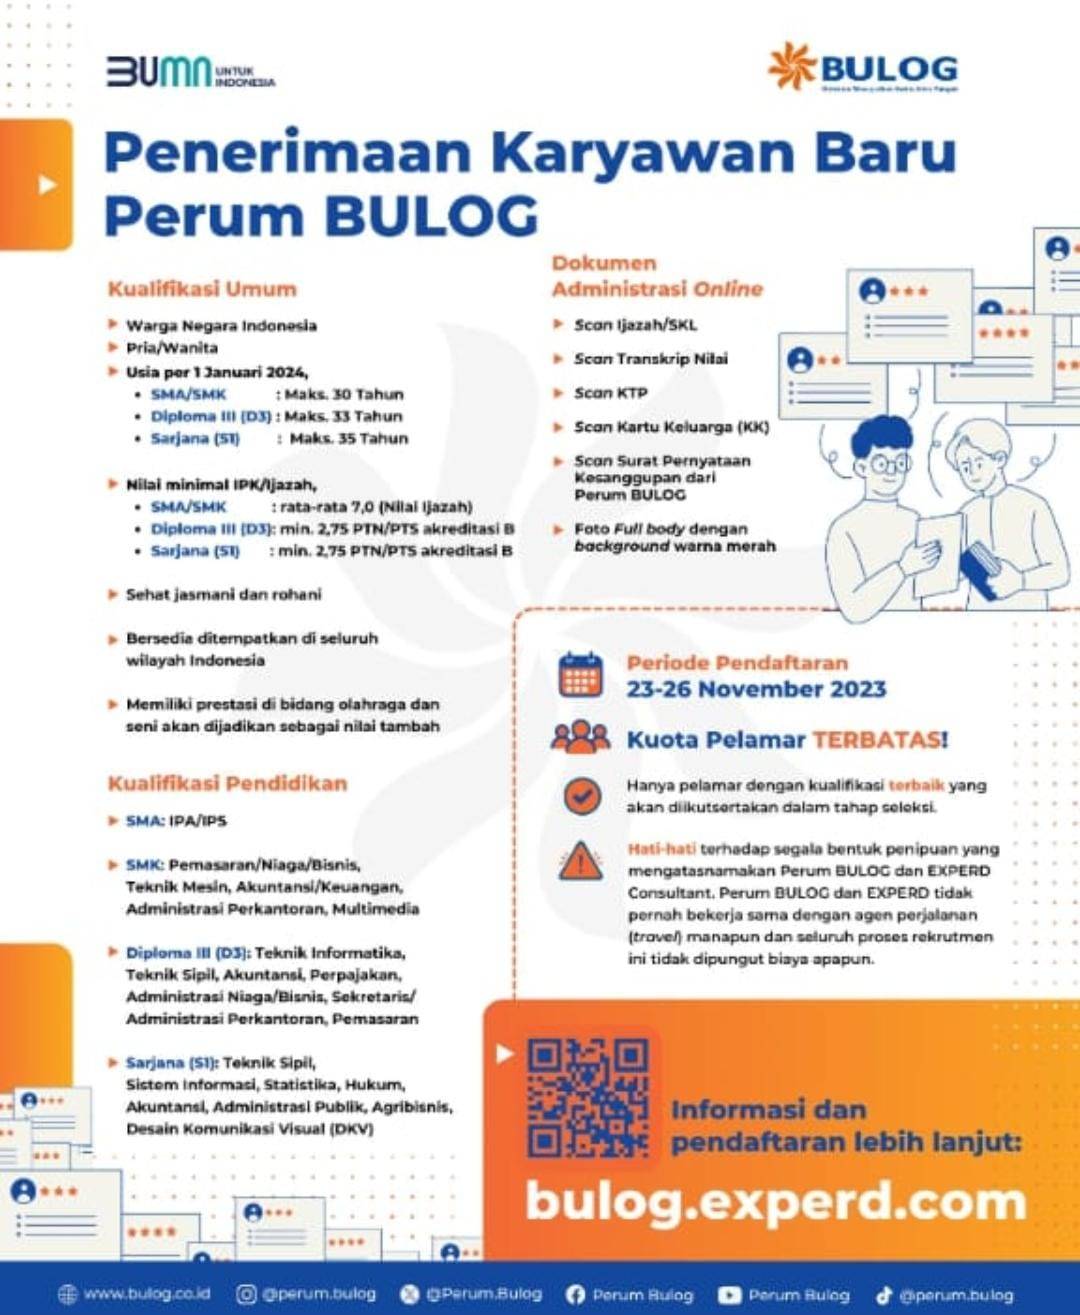 BUMN UNTUK INDONESIA
BULOG
Penerimaan Karyawan Baru
Perum BULOG
Kualifikasi Umum
Warga Negara Indonesia
Pria/Wanita
Usia per 1 Januari 2024,
• SMA/SMK : Maks. 30 Tahun
• Diploma III (D3) : Maks. 33 Tahun
• Sarjana (S1) : Maks. 35 Tahun
Nilai minimal IPK/Ijazah,
• SMA/SMK : rata-rata 7,0 (Nilai Ijazah)
• Diploma III (D3): min. 2,75 PTN/PTS akreditasi B
• Sarjana (S1) : min. 2,75 PTN/PTS akreditasi B
Sehat jasmani dan rohani
Bersedia ditempatkan di seluruh
wilayah Indonesia
Memiliki prestasi di bidang olahraga dan
seni akan dijadikan sebagai nilai tambah
Kualifikasi Pendidikan
SMA: IPA/IPS
SMK: Pemasaran/Niaga/Bisnis,
Teknik Mesin, Akuntansi/Keuangan,
Administrasi Perkantoran, Multimedia
Diploma III (D3): Teknik Informatika,
Teknik Sipil, Akuntansi, Perpajakan,
Administrasi Niaga/Bisnis, Sekretaris/
Administrasi Perkantoran, Pemasaran
Sarjana (S1): Teknik Sipil,
Sistem Informasi, Statistika, Hukum,
Akuntansi, Administrasi Publik, Agribisnis,
Desain Komunikasi Visual (DKV)
Dokumen
Administrasi Online
Scan Ijazah/SKL
Scan Transkrip Nilai
Scan KTP
Scan Kartu Keluarga (KK)
Scan Surat Pernyataan
Kesanggupan dari
Perum BULOG
Foto Full body dengan
background warna merah
Periode Pendaftaran
23-26 November 2023
Kuota Pelamar TERBATAS!
Hanya pelamar dengan kualifikasi terbaik yang
akan diikutsertakan dalam tahap seleksi.
Hati-hati terhadap segala bentuk penipuan yang
mengatasnamakan Perum BULOG dan EXPERD
Consultant. Perum BULOG dan EXPERD tidak
pernah bekerja sama dengan agen perjalanan
(travel) manapun dan seluruh proses rekrutmen
ini tidak dipungut biaya apapun.
Informasi dan
pendaftaran lebih lanjut:
bulog.experd.com
www.bulog.co.id @perum.bulog @Perum.Bulog Perum Bulog Perum Bulog @perum.bulog